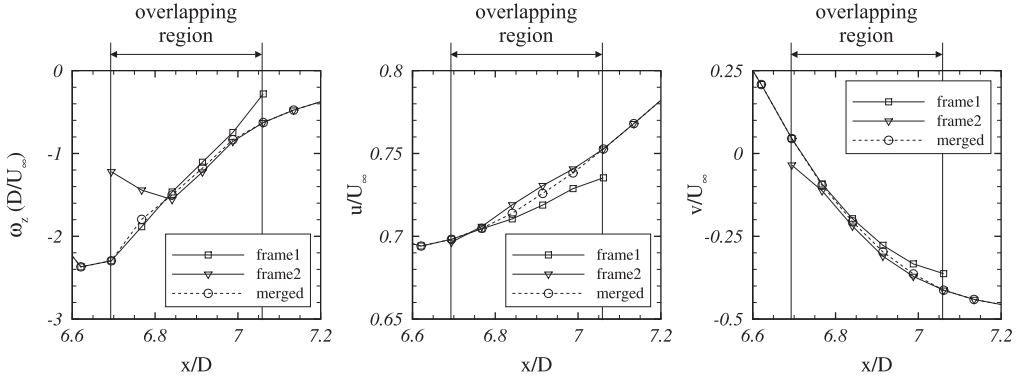 overlapping
region
0
-1
-2
-3
6.6
6.8
7
7.2
ω_z (D/U_∞)
x/D
frame1
frame2
merged
overlapping
region
0.8
0.75
0.7
0.65
6.6
6.8
7
7.2
u/U_∞
x/D
frame1
frame2
merged
overlapping
region
0.25
0
-0.25
-0.5
6.6
6.8
7
7.2
v/U_∞
x/D
frame1
frame2
merged